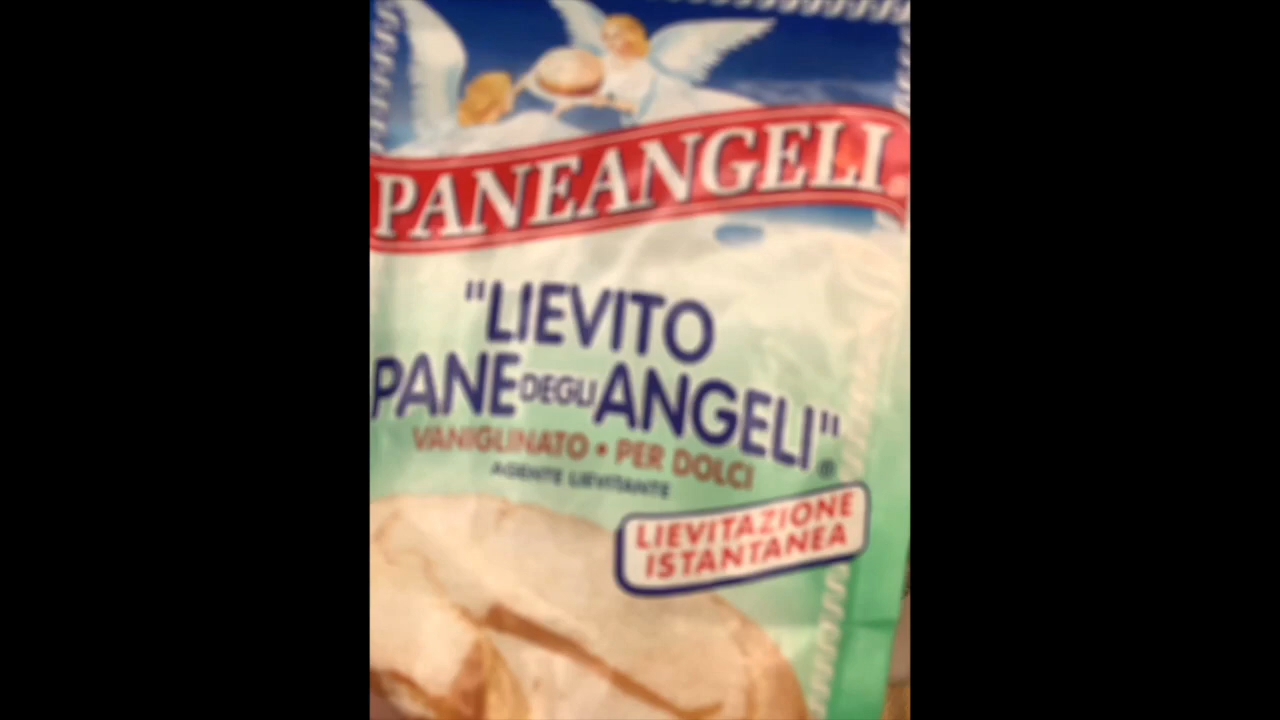 PANEANGELI
"LIEVITO
PANE DEGLI ANGELI"®
VANIGLINATO • PER DOLCI
AGENTE LIEVITANTE
LIEVITAZIONE
ISTANTANEA